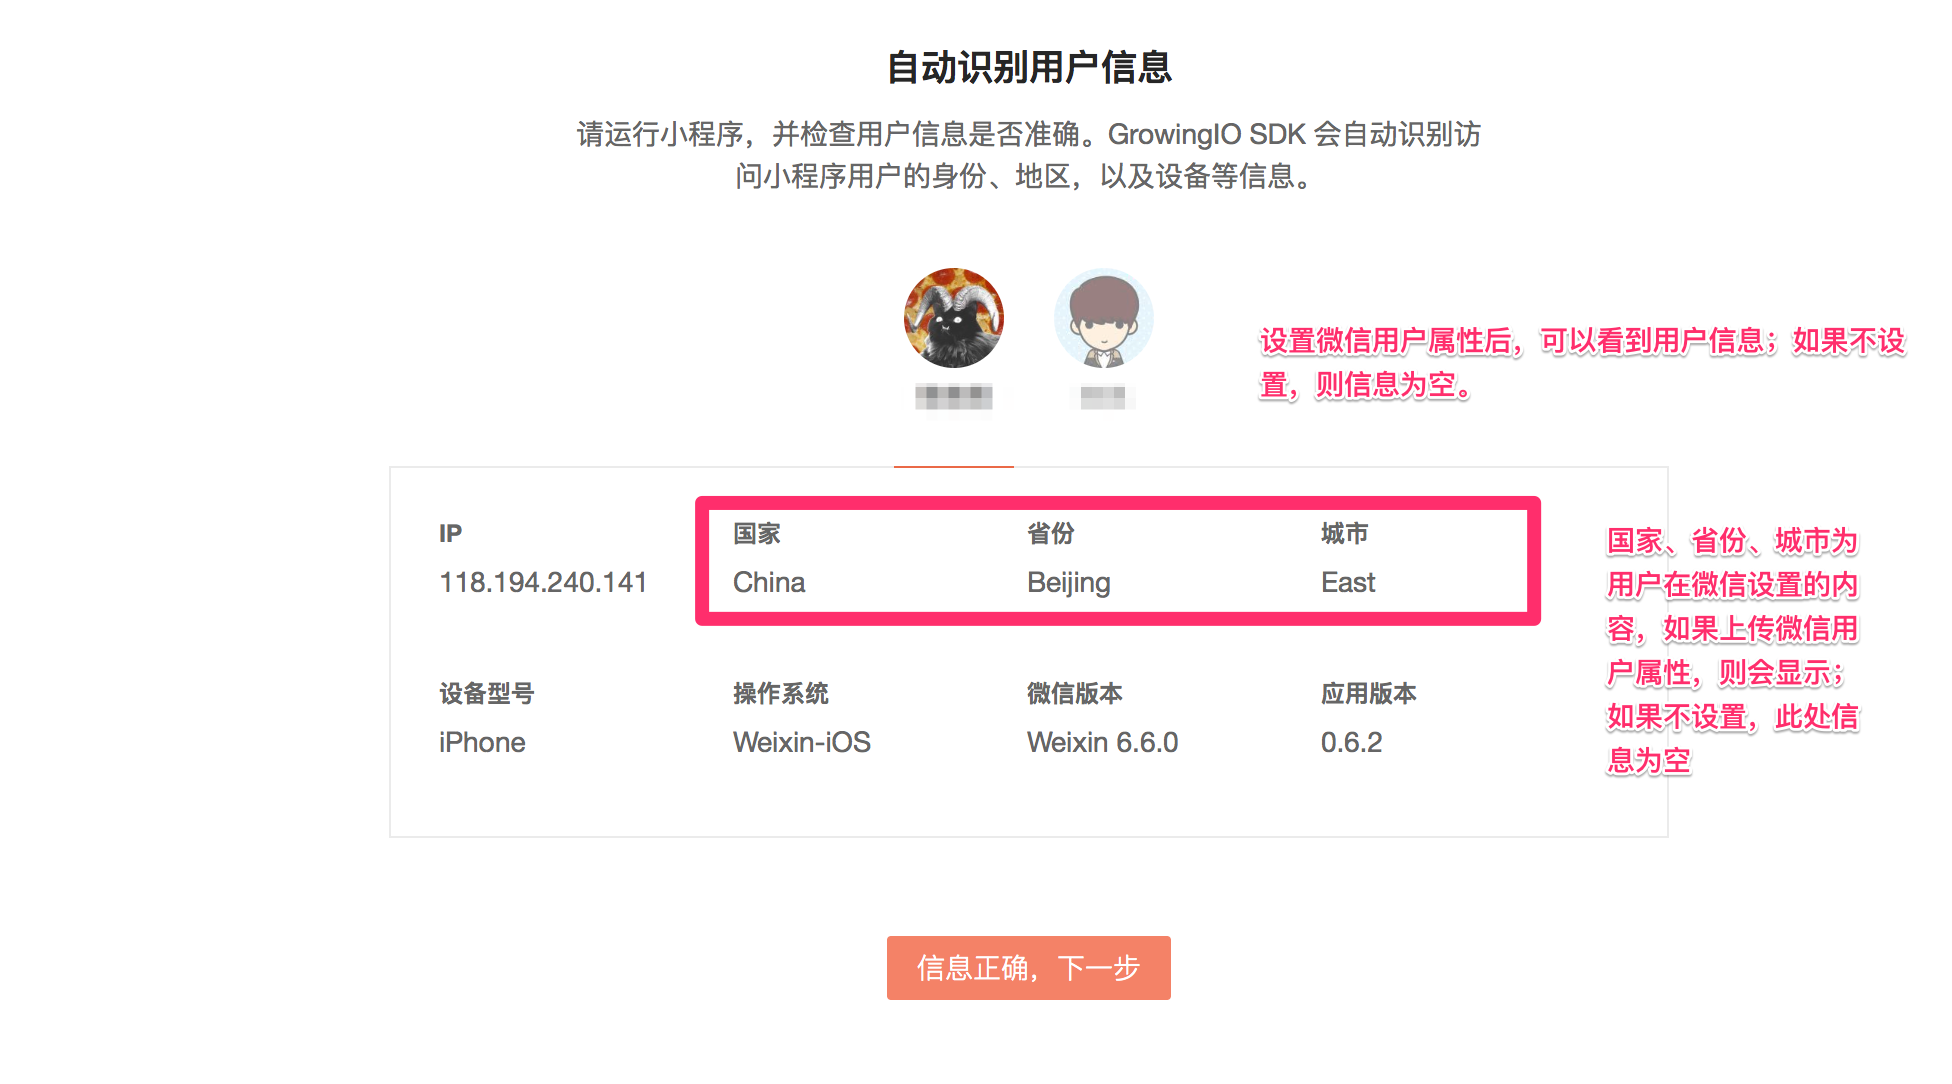 自动识别用户信息
请运行小程序，并检查用户信息是否准确。GrowingIO SDK 会自动识别访
问小程序用户的身份、地区，以及设备等信息。
设置微信用户属性后，可以看到用户信息；如果不设
置，则信息为空。
IP
国家
省份
城市
118.194.240.141
China
Beijing
East
设备型号
操作系统
微信版本
应用版本
iPhone
Weixin-iOS
Weixin 6.6.0
0.6.2
国家、省份、城市为
用户在微信设置的内
容，如果上传微信用
户属性，则会显示；
如果不设置，此处信
息为空
信息正确，下一步